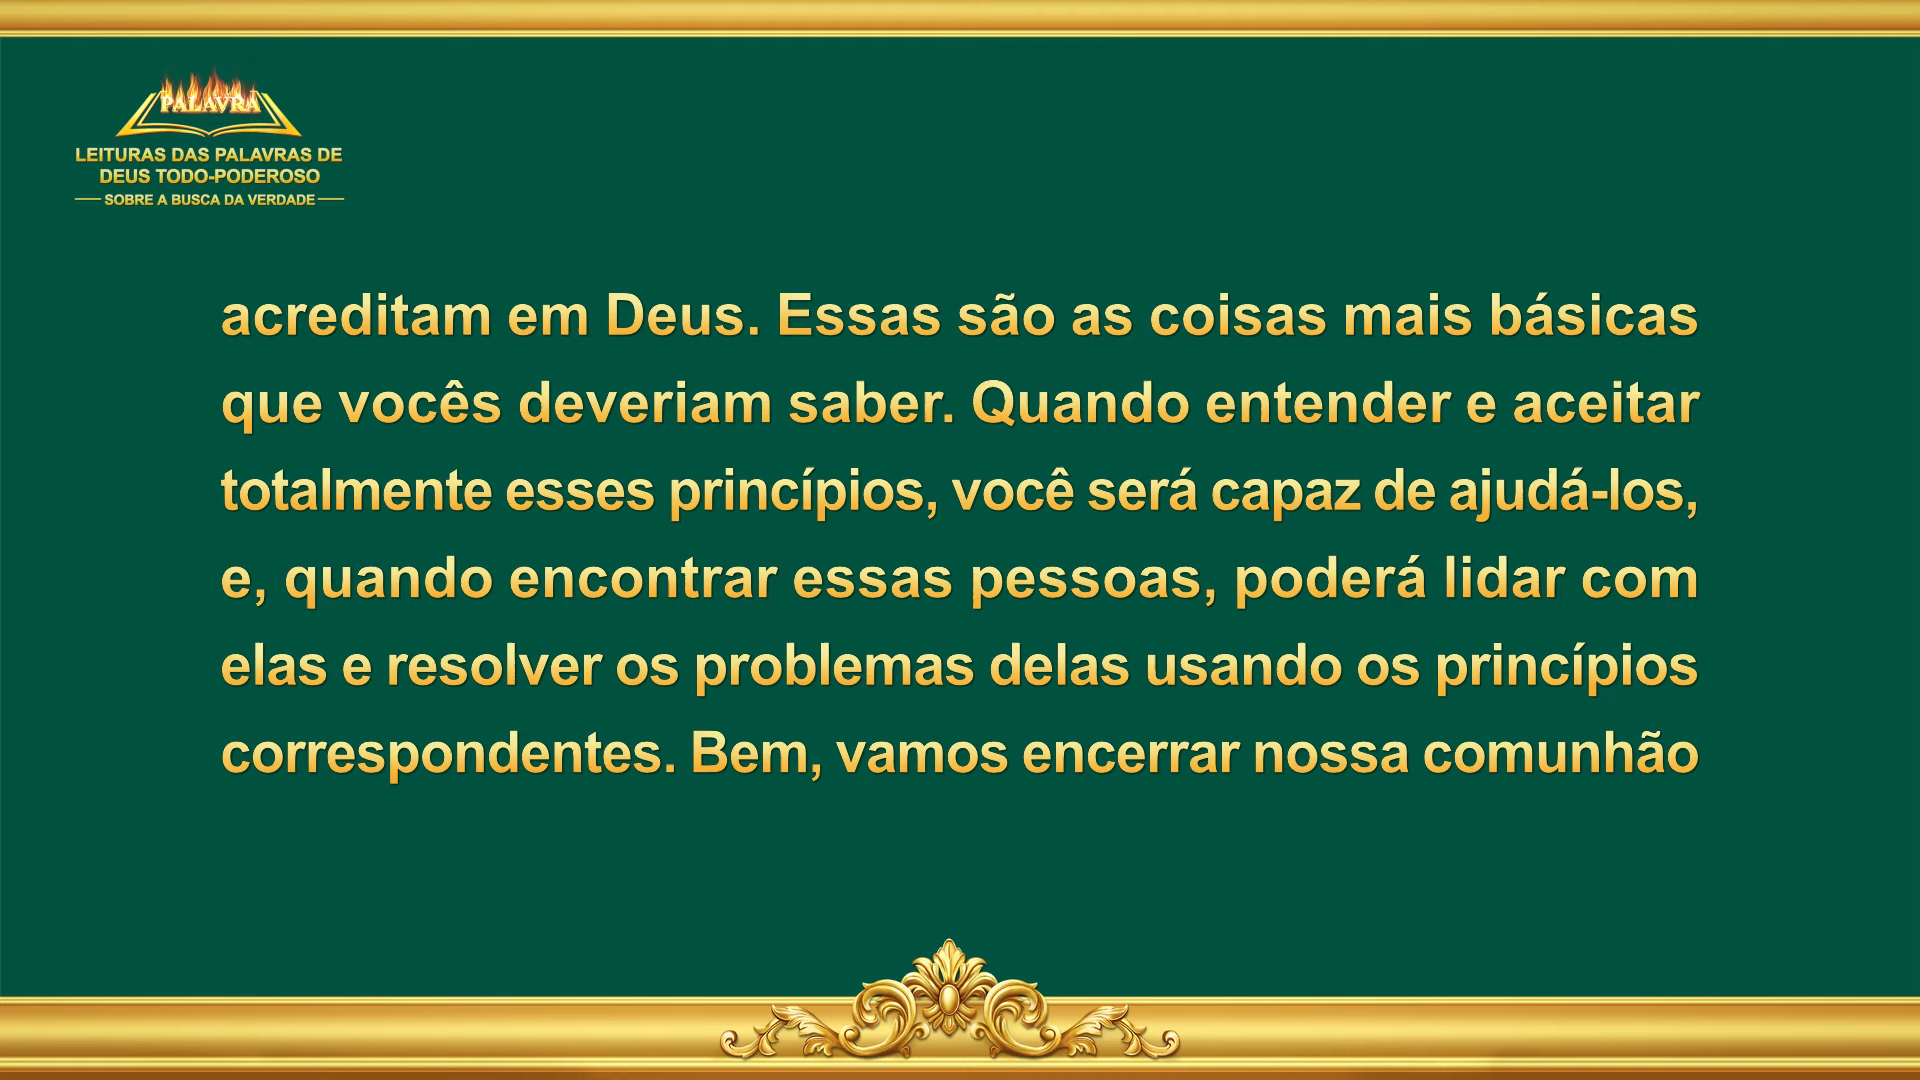 PALAVRA
LEITURAS DAS PALAVRAS DE
DEUS TODO-PODEROSO
SOBRE A BUSCA DA VERDADE
acreditam em Deus. Essas são as coisas mais básicas
que vocês deveriam saber. Quando entender e aceitar
totalmente esses princípios, você será capaz de ajudá-los,
e, quando encontrar essas pessoas, poderá lidar com
elas e resolver os problemas delas usando os princípios
correspondentes. Bem, vamos encerrar nossa comunhão